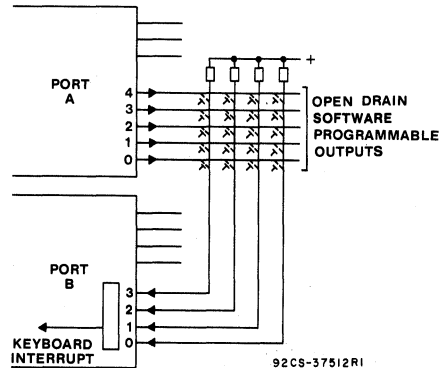 PORT
A
4
3
2
1
0
+
OPEN DRAIN
SOFTWARE
PROGRAMMABLE
OUTPUTS
PORT
B
3
2
1
0
KEYBOARD
INTERRUPT
92CS-37512RI